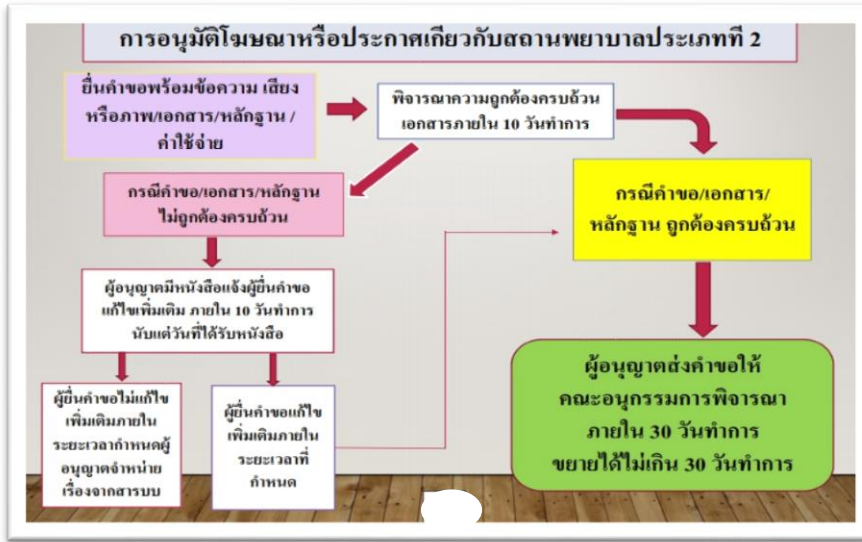 การอนุมัติโฆษณาหรือประกาศเกี่ยวกับสถานพยาบาลประเภทที่ 2
ยื่นคำขอพร้อมข้อความ เสียง
หรือภาพ/เอกสาร/หลักฐาน /
ค่าใช้จ่าย
พิจารณาความถูกต้องครบถ้วน
เอกสารภายใน 10 วันทำการ
กรณีคำขอ/เอกสาร/หลักฐาน
ไม่ถูกต้องครบถ้วน
กรณีคำขอ/เอกสาร/
หลักฐาน ถูกต้องครบถ้วน
ผู้อนุญาตมีหนังสือแจ้งผู้ยื่นคำขอ
แก้ไขเพิ่มเติม ภายใน 10 วันทำการ
นับแต่วันที่ได้รับหนังสือ
ผู้ยื่นคำขอไม่แก้ไข
เพิ่มเติมภายใน
ระยะเวลากำหนดผู้
อนุญาตจำหน่าย
เรื่องจากสารบบ
ผู้ยื่นคำขอแก้ไข
เพิ่มเติมภายใน
ระยะเวลาที่
กำหนด
ผู้อนุญาตส่งคำขอให้
คณะอนุกรรมการพิจารณา
ภายใน 30 วันทำการ
ขยายได้ไม่เกิน 30 วันทำการ